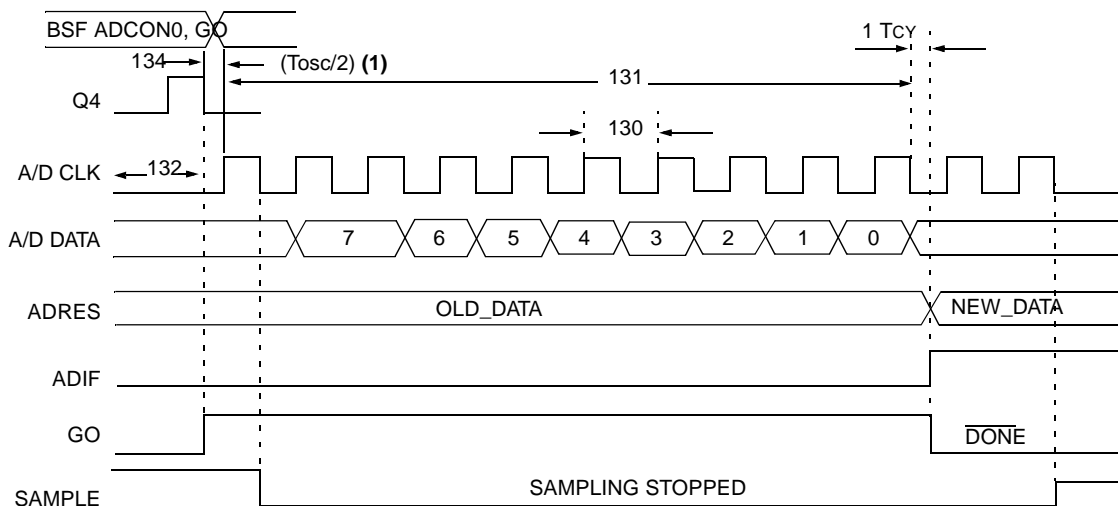 BSF ADCON0, GO
1 TCY
134
(Tosc/2) (1)
131
Q4
130
A/D CLK
132
A/D DATA
7 6 5 4 3 2 1 0
ADRES
OLD_DATA
NEW_DATA
ADIF
GO
DONE
SAMPLE
SAMPLING STOPPED